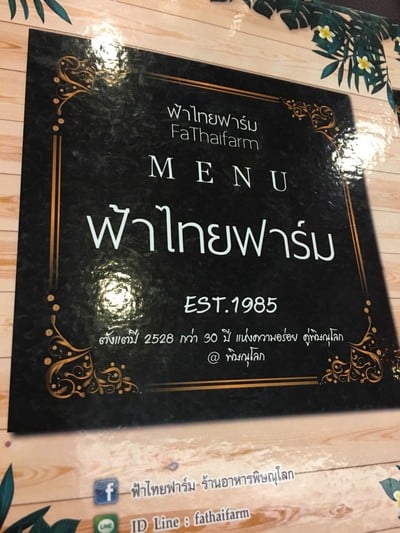 ฟ้าไทยฟาร์ม
FaThaifarm
MENU
ฟ้าไทยฟาร์ม
EST.1985
ตั้งแต่ปี 2528 กว่า 30 ปี แห่งความอร่อย คู่พิษณุโลก
@ พิษณุโลก
ฟ้าไทยฟาร์ม ร้านอาหารพิษณุโลก
LINE
ID Line : fathaifarm